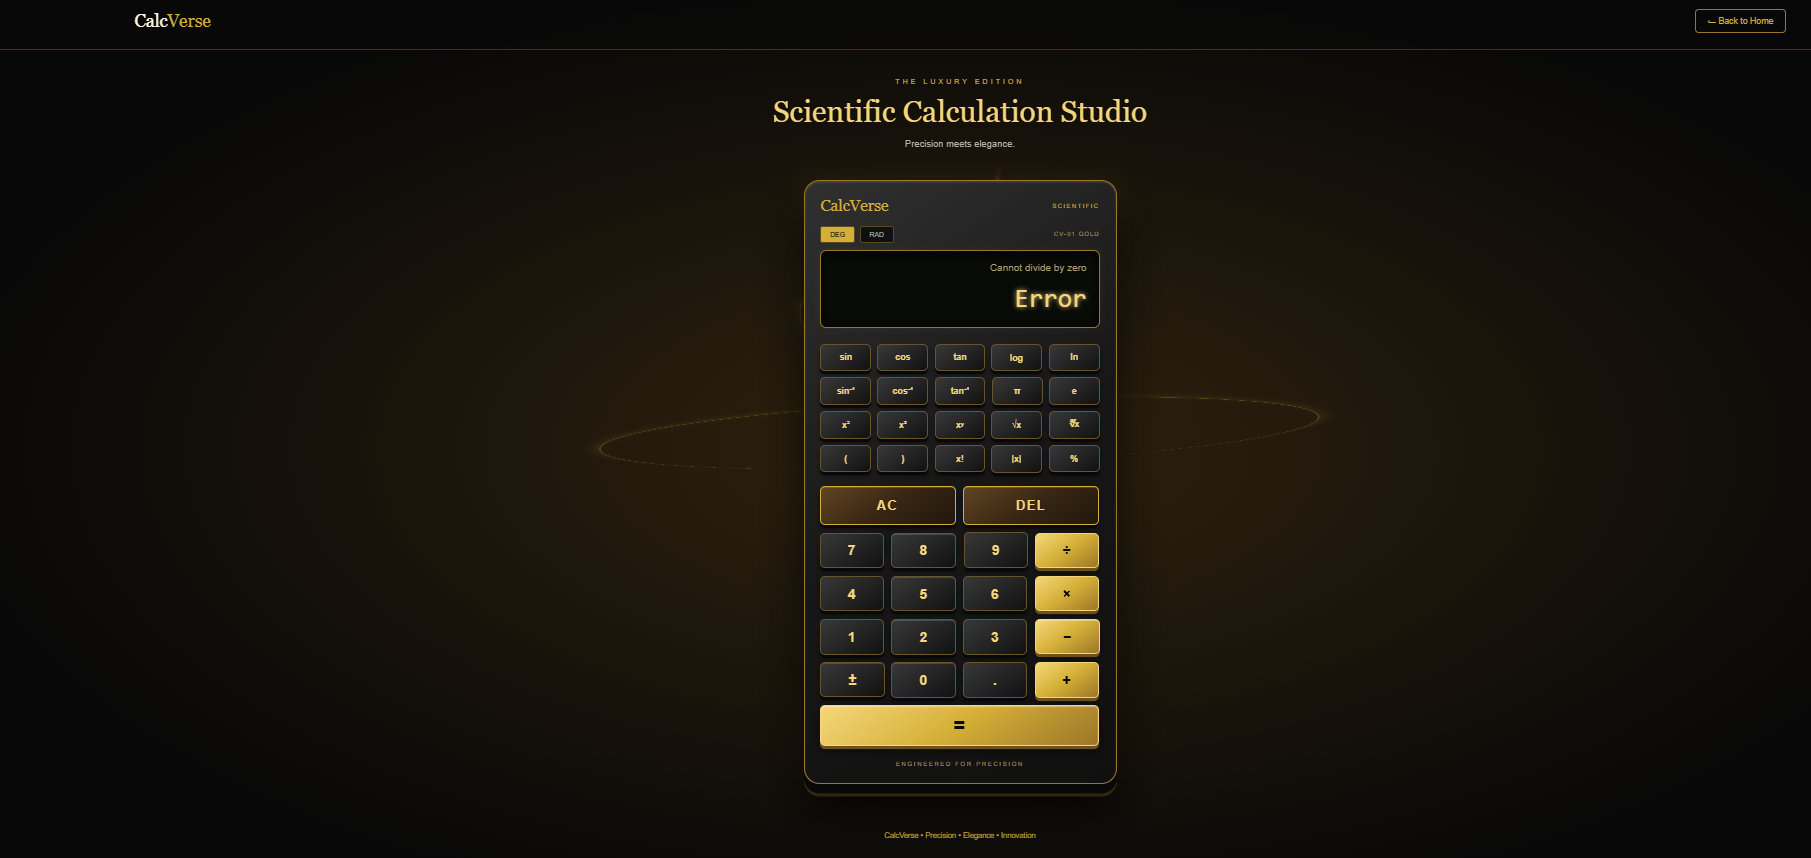 CalcVerse
← Back to Home
THE LUXURY EDITION
Scientific Calculation Studio
Precision meets elegance.
CalcVerse SCIENTIFIC
DEG RAD CV-01 GOLD
Cannot divide by zero
Error
sin cos tan log ln
sin⁻¹ cos⁻¹ tan⁻¹ π e
x² x³ xʸ √x ∛x
( ) x! |x| %
AC DEL
7 8 9 ÷
4 5 6 ×
1 2 3 −
± 0 . +
=
ENGINEERED FOR PRECISION
CalcVerse • Precision • Elegance • Innovation